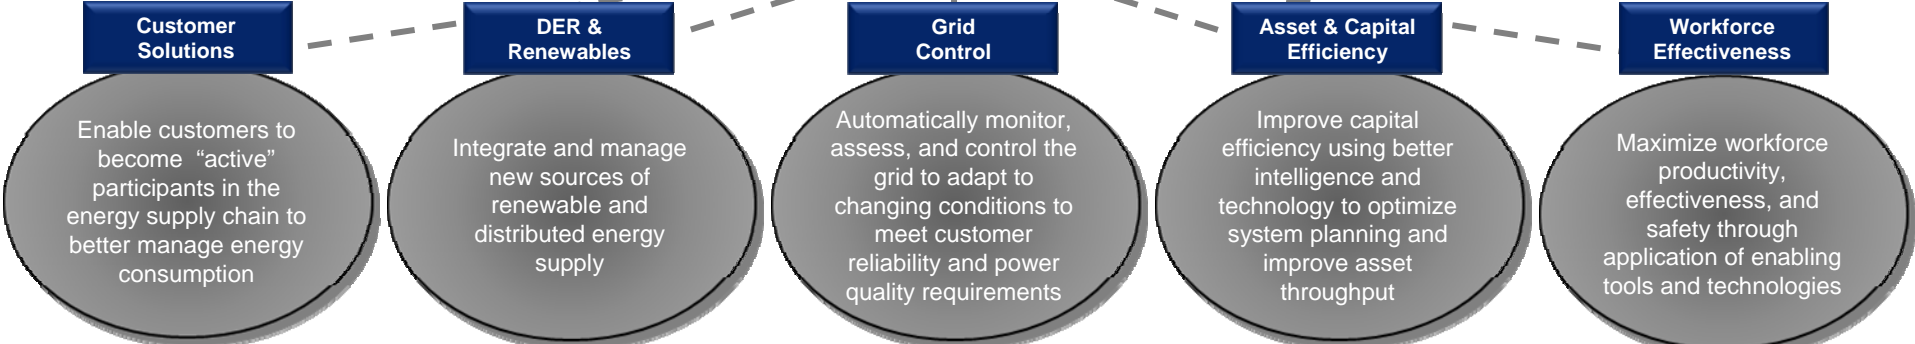 Customer
Solutions
Enable customers to
become “active”
participants in the
energy supply chain to
better manage energy
consumption
DER &
Renewables
Integrate and manage
new sources of
renewable and
distributed energy
supply
Grid
Control
Automatically monitor,
assess, and control the
grid to adapt to
changing conditions to
meet customer
reliability and power
quality requirements
Asset & Capital
Efficiency
Improve capital
efficiency using better
intelligence and
technology to optimize
system planning and
improve asset
throughput
Workforce
Effectiveness
Maximize workforce
productivity,
effectiveness, and
safety through
application of enabling
tools and technologies